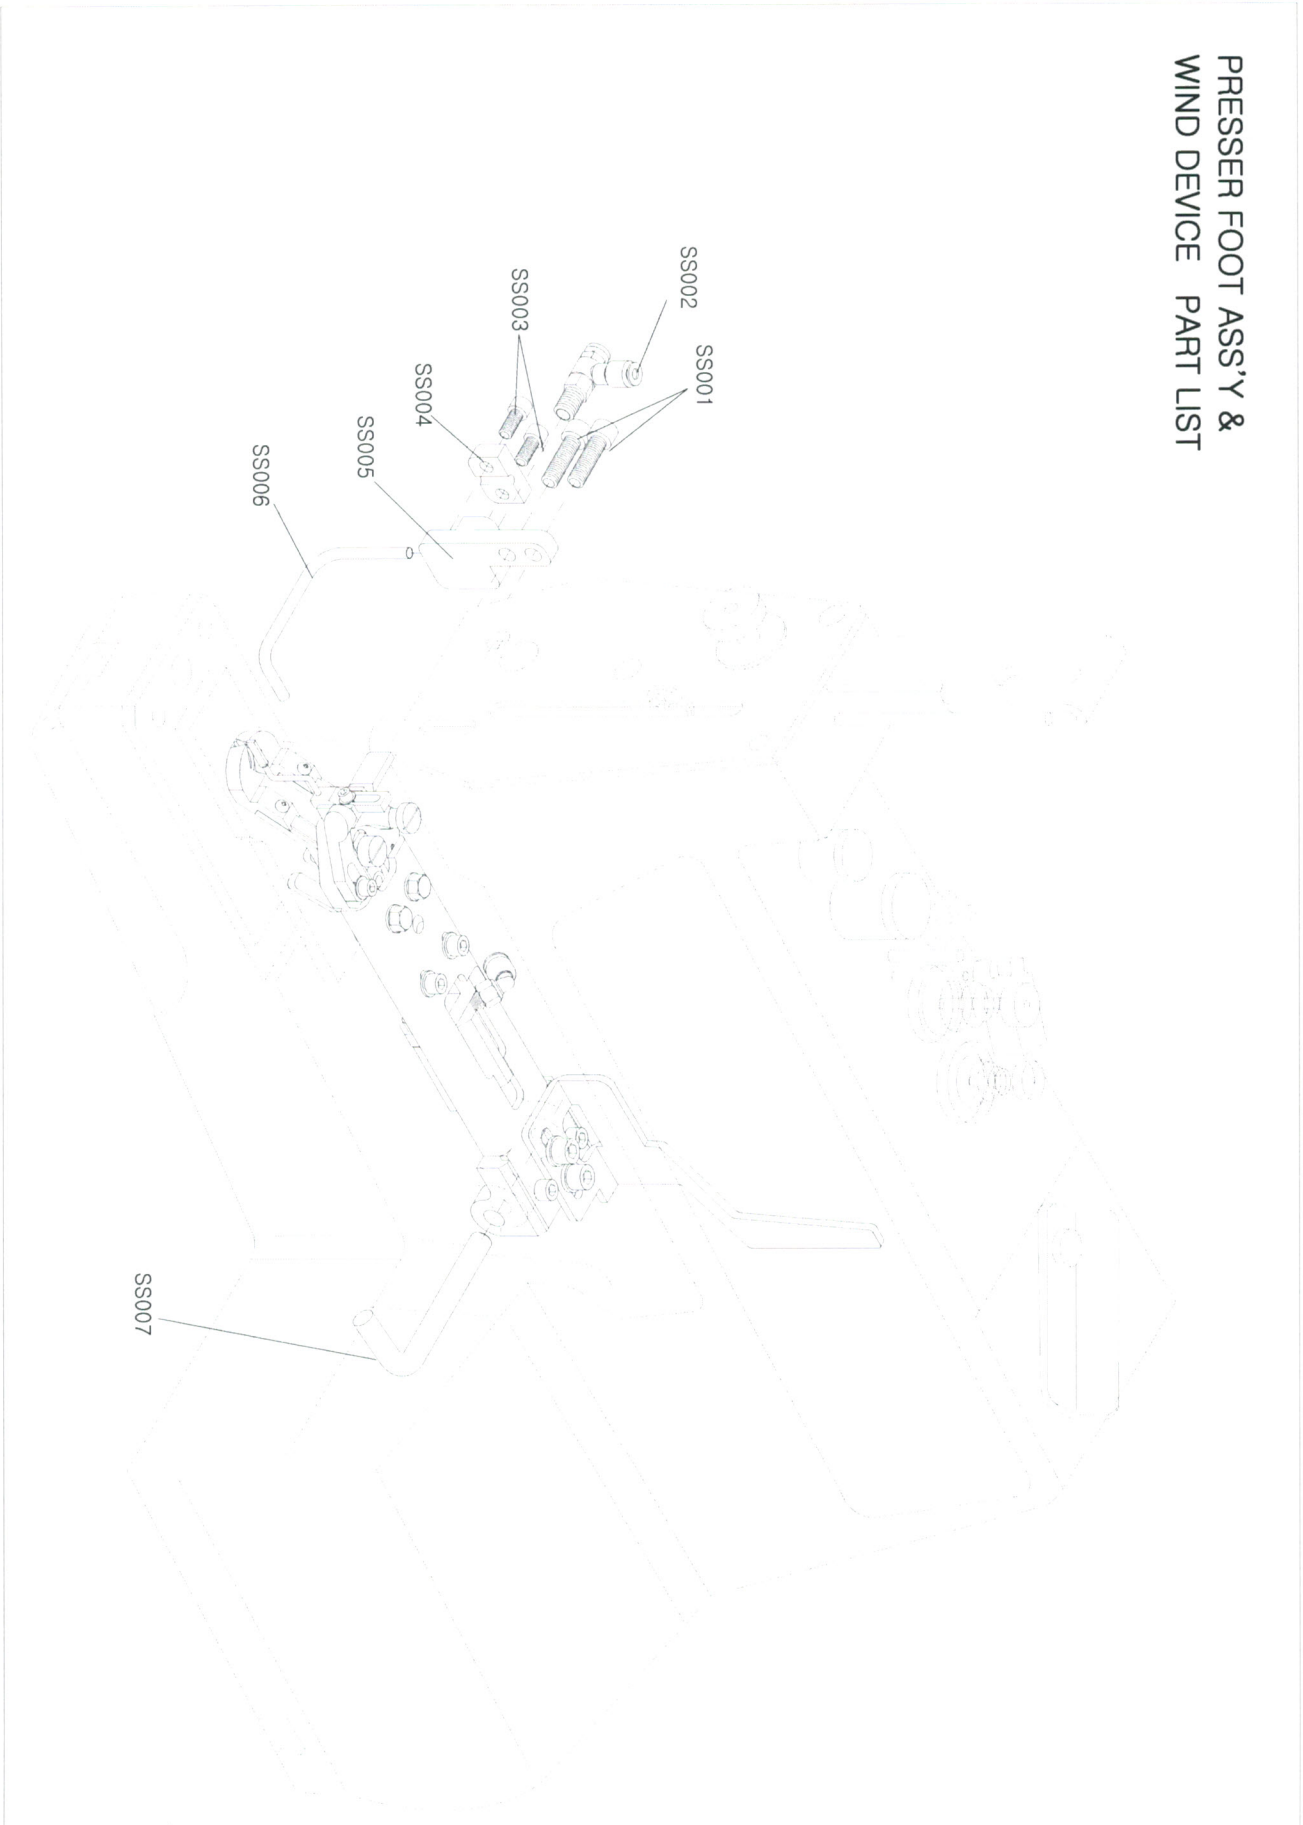 PRESSER FOOT ASS'Y &
WIND DEVICE PART LIST
SS002
SS001
SS003
SS004
SS005
SS006
SS007